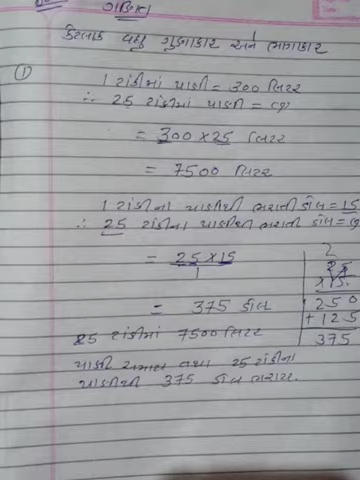 ગણિત
કેટલાક વધુ ગુણાકાર અને ભાગાકાર
① 1 ટાંકીમાં પાણી = 300 લિટર
∴ 25 ટાંકીમાં પાણી = (?)
= 300 × 25 લિટર
= 7500 લિટર
1 ટાંકીના પાણીથી ભરાતી ડોલ = 15
∴ 25 ટાંકીના પાણીથી ભરાતી ડોલ = (?)
= 25 × 15
= 375 ડોલ
2
25
×15
250
+ 125
375
25 ટાંકીમાં 7500 લિટર
પાણી સમાય તથા 25 ટાંકીના
પાણીથી 375 ડોલ ભરાય.